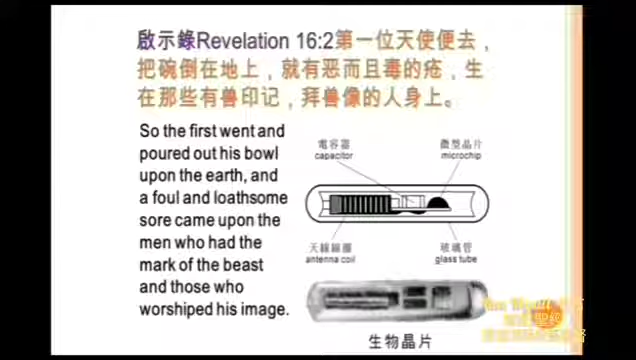 啟示錄Revelation 16:2第一位天使便去，
把碗倒在地上，就有恶而且毒的疮，生
在那些有兽印记，拜兽像的人身上。
So the first went and
poured out his bowl
upon the earth, and
a foul and loathsome
sore came upon the
men who had the
mark of the beast
and those who
worshiped his image.
電容器
capacitor
微型晶片
microchip
天線線圈
antenna coil
玻璃管
glass tube
生物晶片
聖經